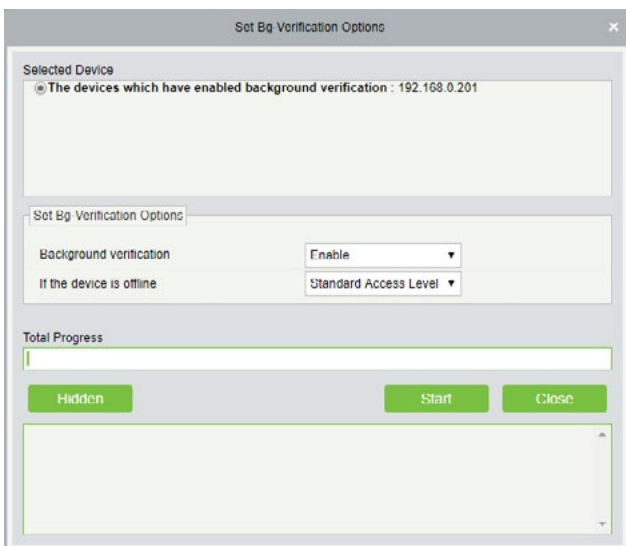 Set Bg-Verification Options
Selected Device
The devices which have enabled background verification : 192.168.0.201
Set Bg-Verification Options
Background verification Enable
If the device is offline Standard Access Level
Total Progress
Hidden Start Close